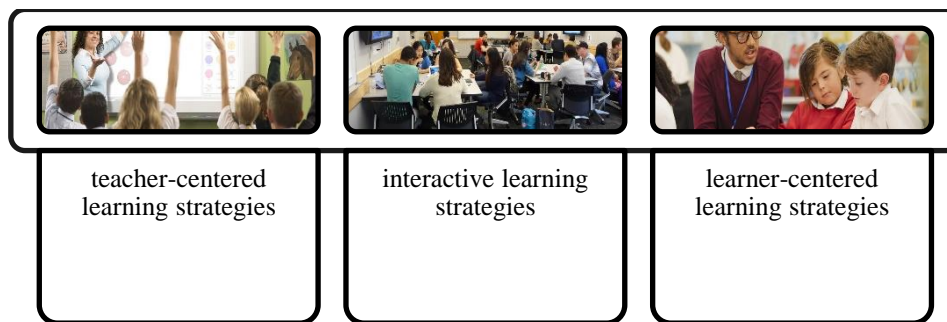 teacher-centered
learning strategies
interactive learning
strategies
learner-centered
learning strategies